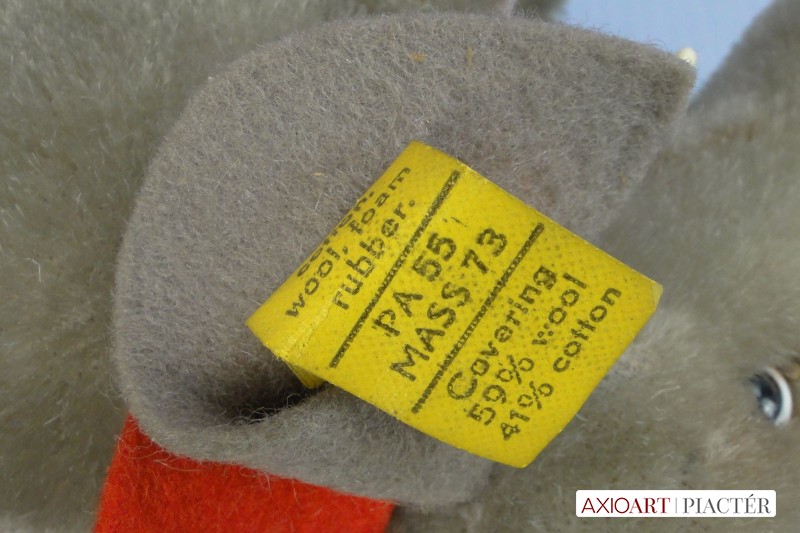 wool, foam
rubber.
PA 55
MASS 73
Covering
59% wool
41% cotton
AXIOART | PIACTÉR